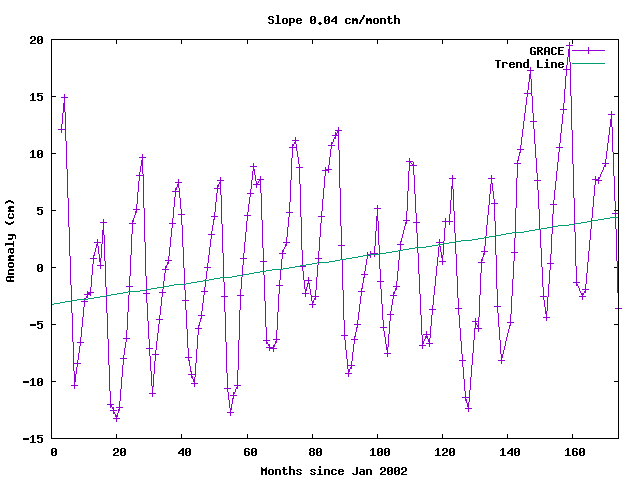 Slope 0.04 cm/month
GRACE
Trend Line
20
15
10
5
0
-5
-10
-15
Anomaly (cm)
0 20 40 60 80 100 120 140 160
Months since Jan 2002